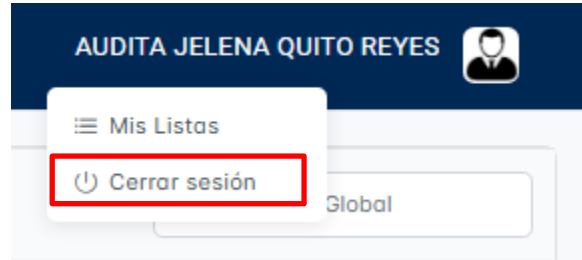 AUDITA JELENA QUITO REYES
Mis Listas
Cerrar sesión
Global